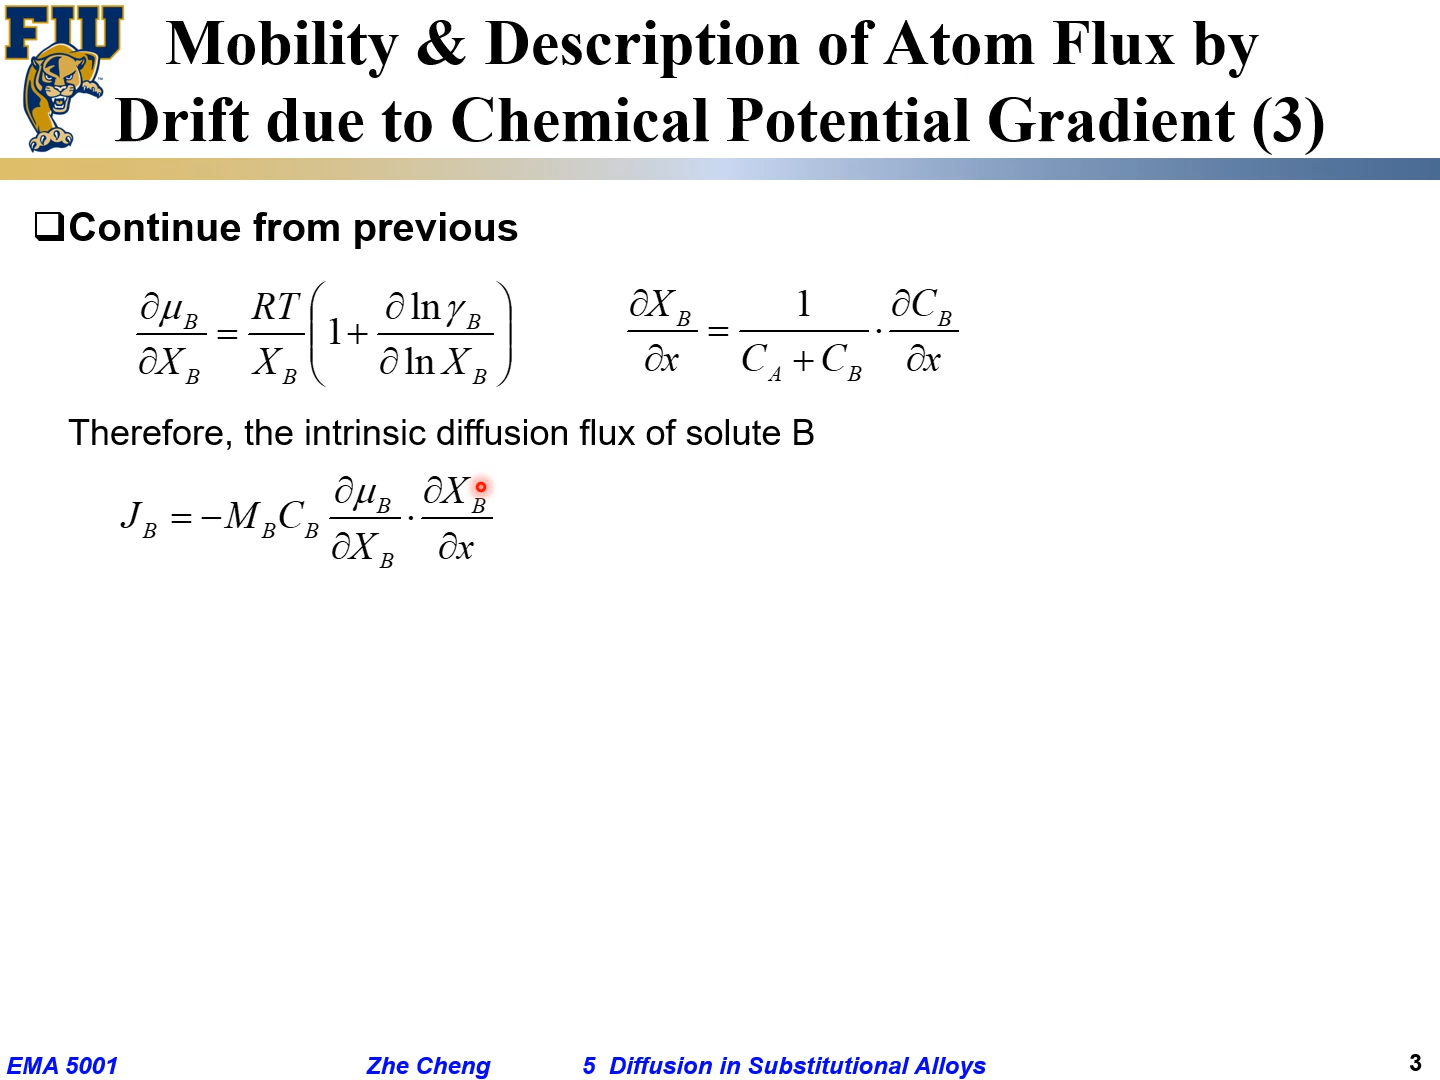 FIU
Mobility & Description of Atom Flux by
Drift due to Chemical Potential Gradient (3)
❑Continue from previous
∂μ_B/∂X_B = RT/X_B (1+ ∂ ln γ_B/∂ ln X_B)
∂X_B/∂x = 1/(C_A + C_B) · ∂C_B/∂x
Therefore, the intrinsic diffusion flux of solute B
J_B = −M_B C_B ∂μ_B/∂X_B · ∂X_B/∂x
EMA 5001 Zhe Cheng 5 Diffusion in Substitutional Alloys 3